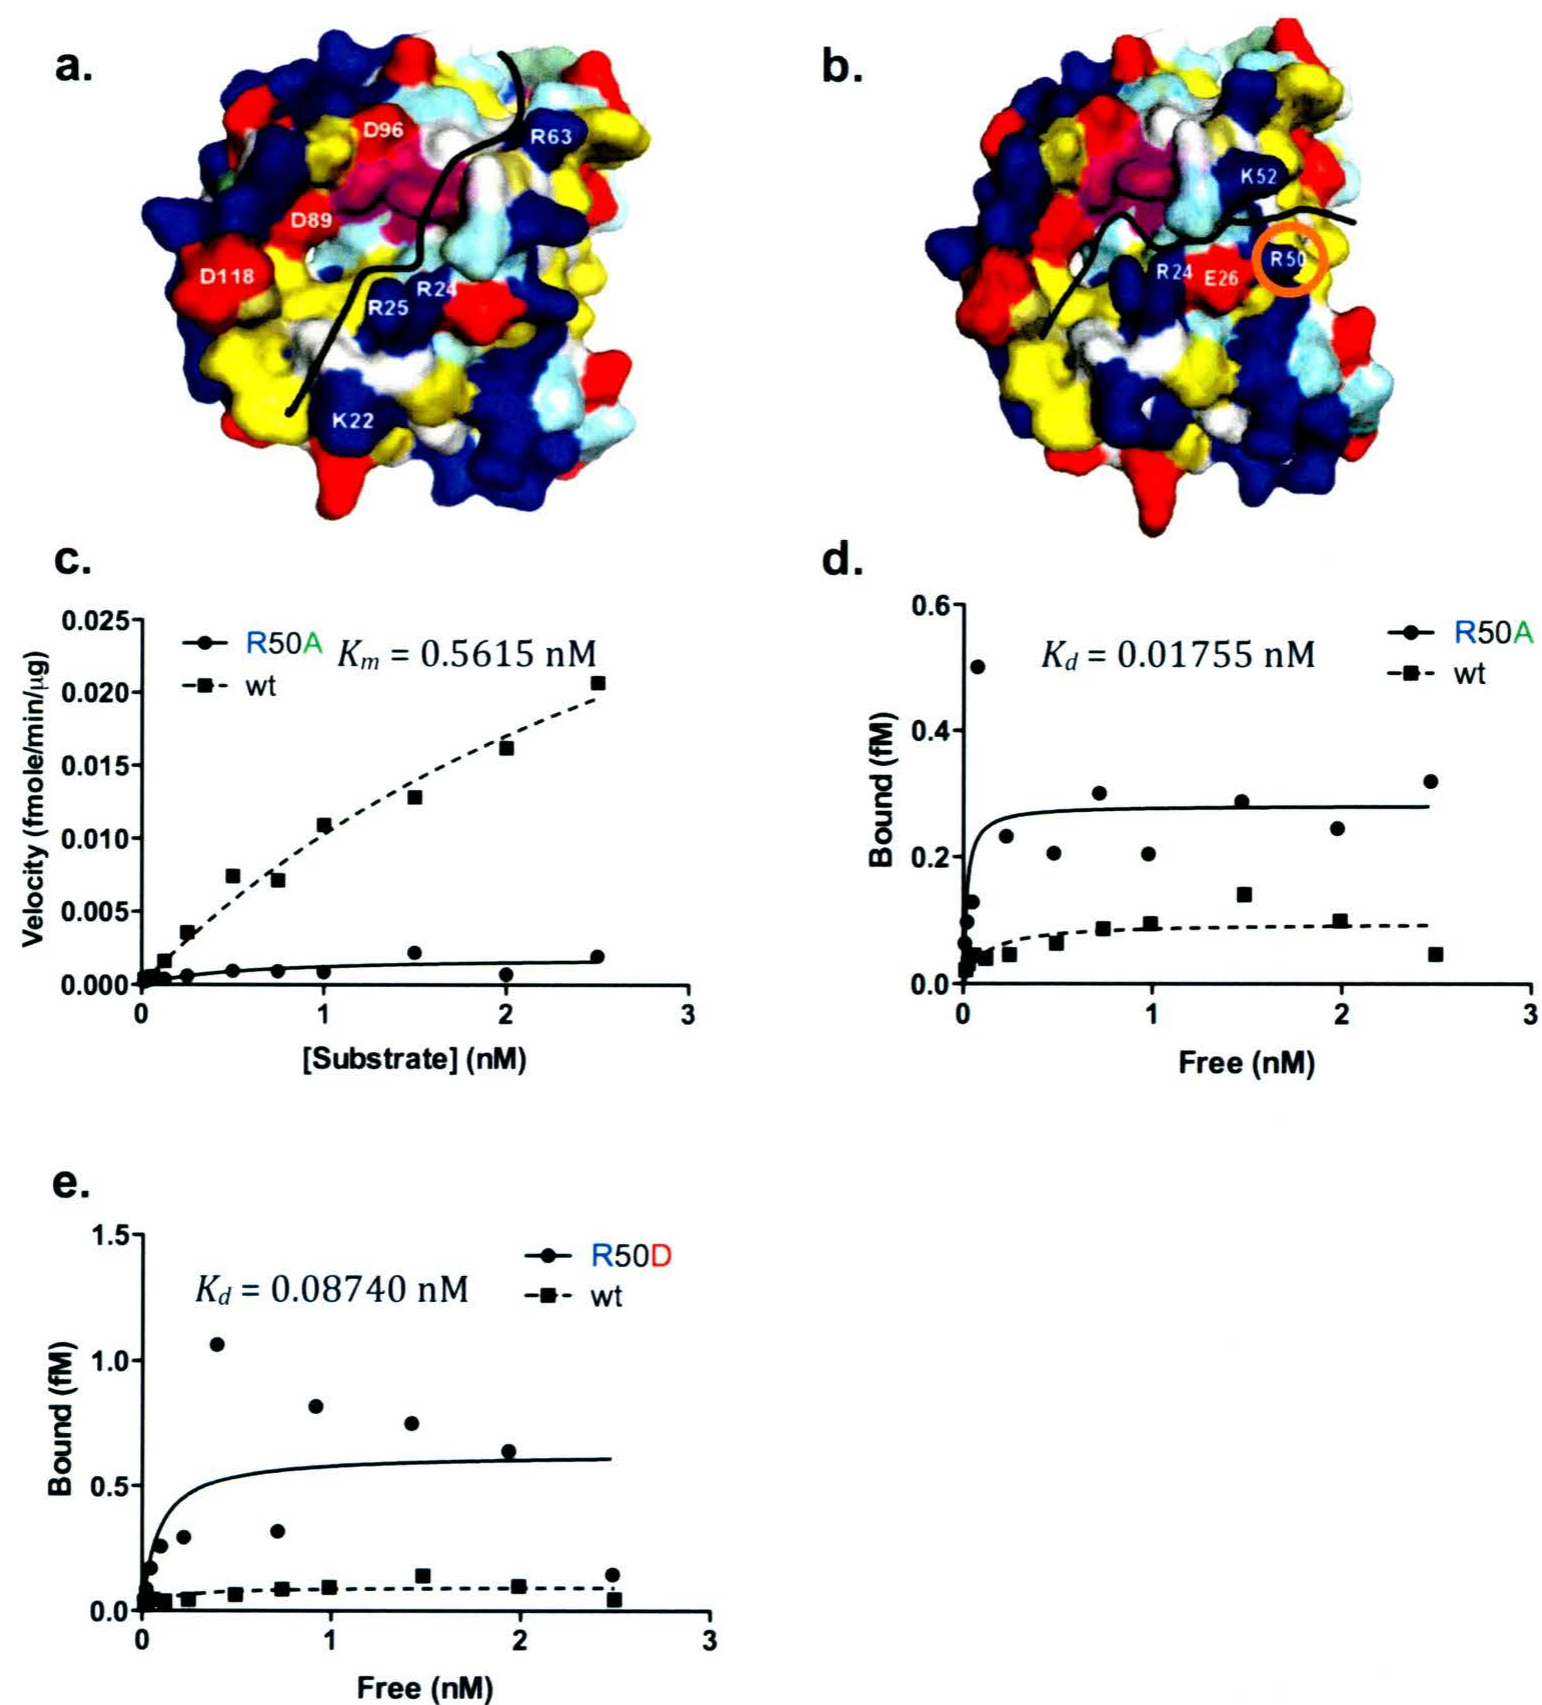 a.
D96
R63
D89
D118
R24
R25
K22
b.
K52
R24
E26
R50
c.
R50A
wt
Km = 0.5615 nM
Velocity (fmole/min/µg)
0.025
0.020
0.015
0.010
0.005
0.000
0 1 2 3
[Substrate] (nM)
d.
R50A
wt
Kd = 0.01755 nM
Bound (fM)
0.6
0.4
0.2
0.0
0 1 2 3
Free (nM)
e.
R50D
wt
Kd = 0.08740 nM
Bound (fM)
1.5
1.0
0.5
0.0
0 1 2 3
Free (nM)